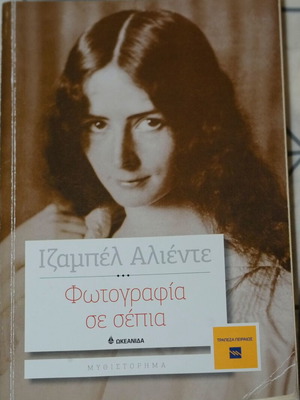 Ιζαμπέλ Αλιέντε
Φωτογραφία
σε σέπια
ΩΚΕΑΝΙΔΑ
ΜΥΘΙΣΤΟΡΗΜΑ
ΤΡΑΠΕΖΑ ΠΕΙΡΑΙΩΣ